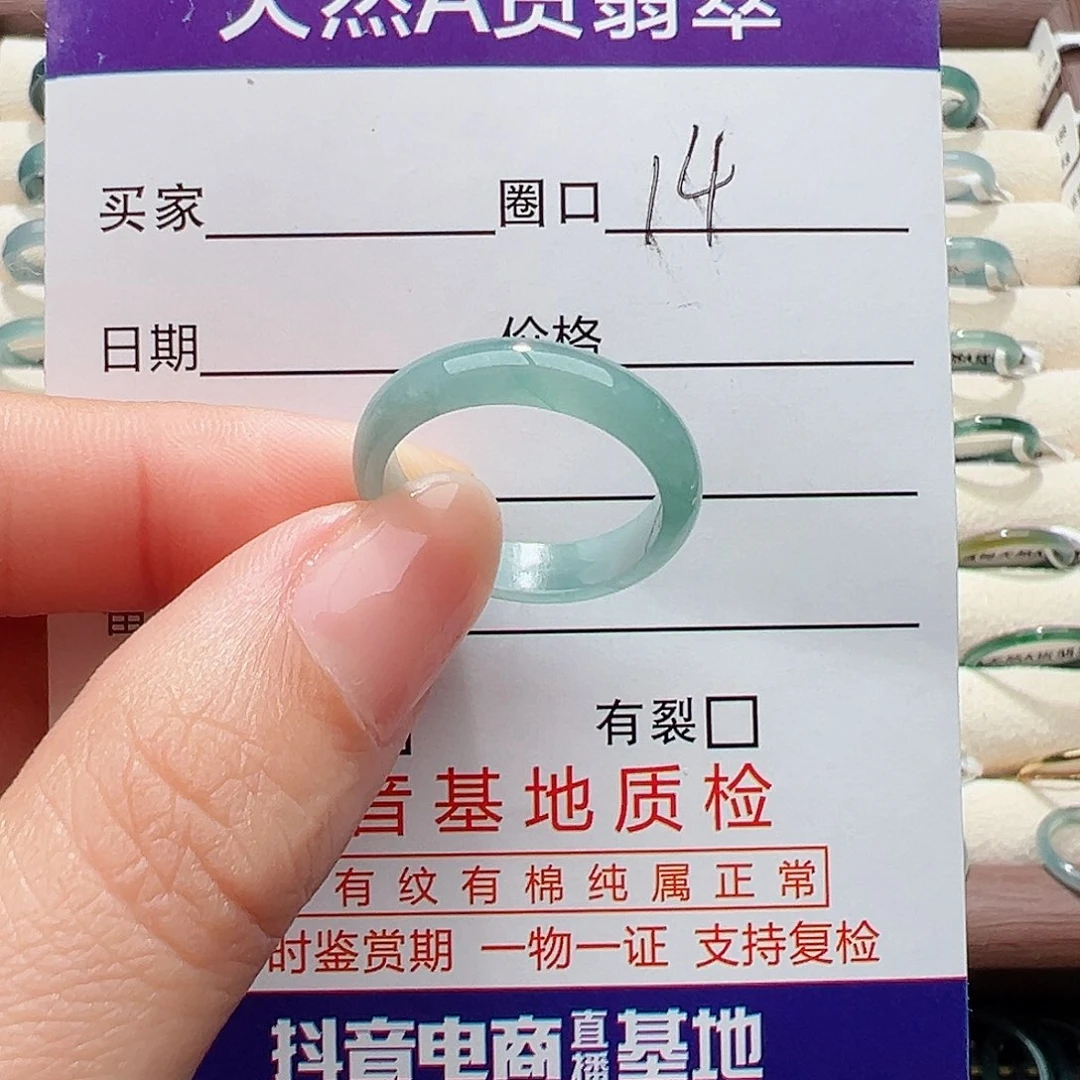 天然A货翡翠
买家 圈口 14
日期 价格
有裂
音基地质检
有纹有棉纯属正常
时鉴赏期 一物一证 支持复检
抖音电商直播基地